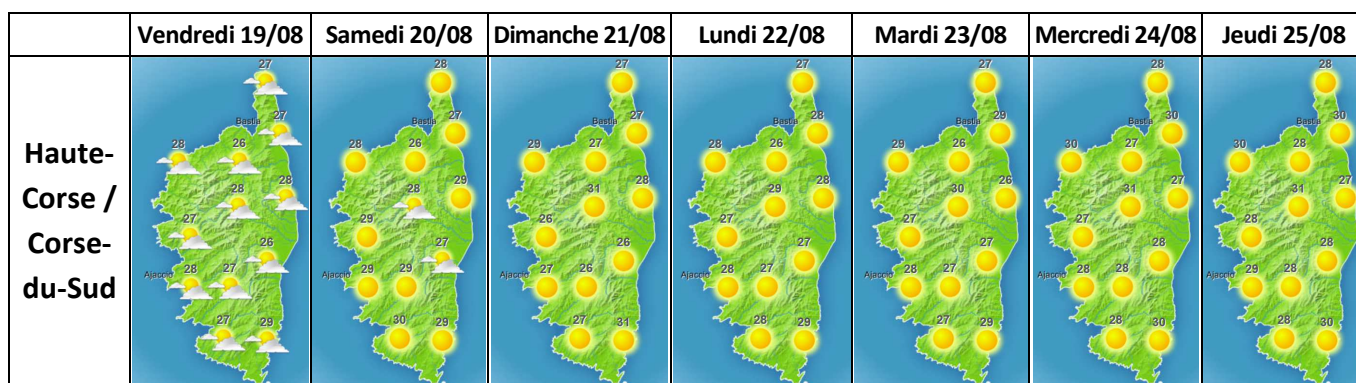 Vendredi 19/08 Samedi 20/08 Dimanche 21/08 Lundi 22/08 Mardi 23/08 Mercredi 24/08 Jeudi 25/08
Haute-
Corse /
Corse-
du-Sud
27
Bastia 27
28 26
28 28
27
26
Ajaccio 28 27
27 29
28
Bastia 27
28 26
28 29
29
27
Ajaccio 29 29
30 29
27
Bastia 27
29 27
31 28
26
26
Ajaccio 27 26
27 31
27
Bastia 28
28 26
29 28
27
27
Ajaccio 28 27
28 28
27
Bastia 29
29 26
30 26
27
27
Ajaccio 28 27
27 29
28
Bastia 30
30 27
31 28
27
27
Ajaccio 28 28
28 30
28
Bastia 30
30 28
31 27
27
28
Ajaccio 29 28
28 30